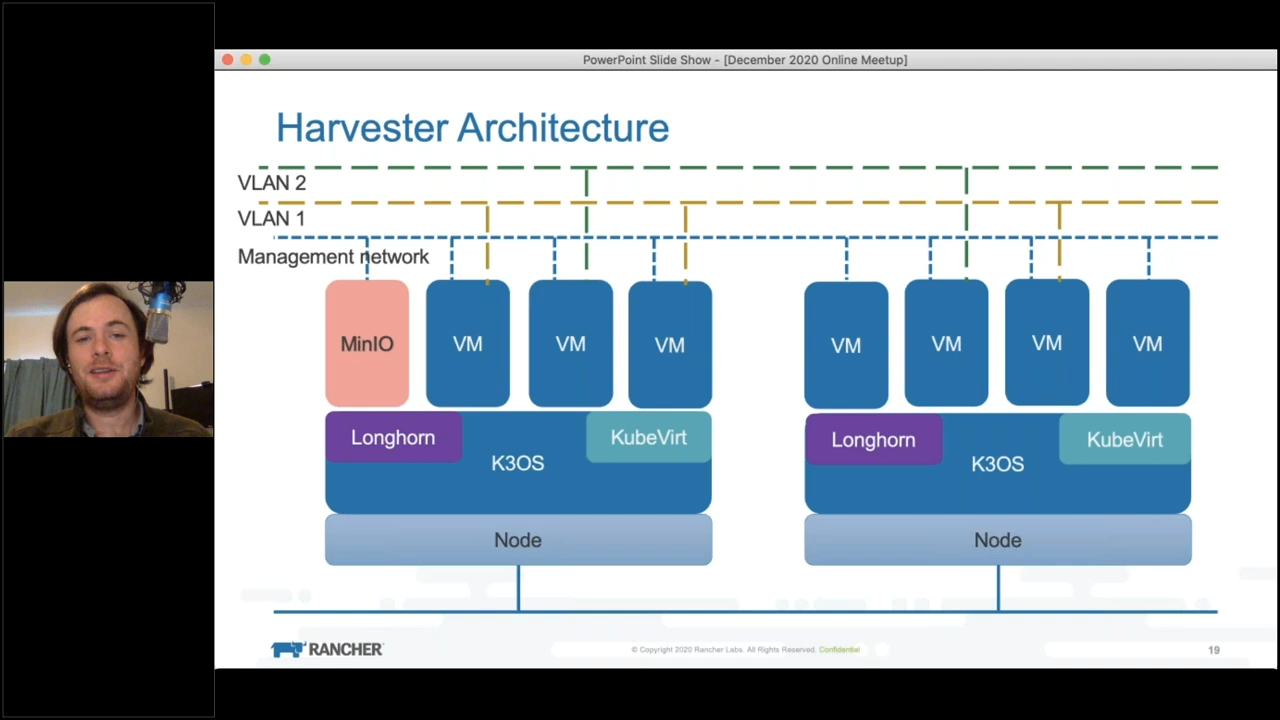 PowerPoint Slide Show - [December 2020 Online Meetup]
Harvester Architecture
VLAN 2
VLAN 1
Management network
MinIO
VM
VM
VM
VM
VM
VM
VM
Longhorn
KubeVirt
K3OS
Longhorn
KubeVirt
K3OS
Node
Node
RANCHER
© Copyright 2020 Rancher Labs. All Rights Reserved. Confidential
19